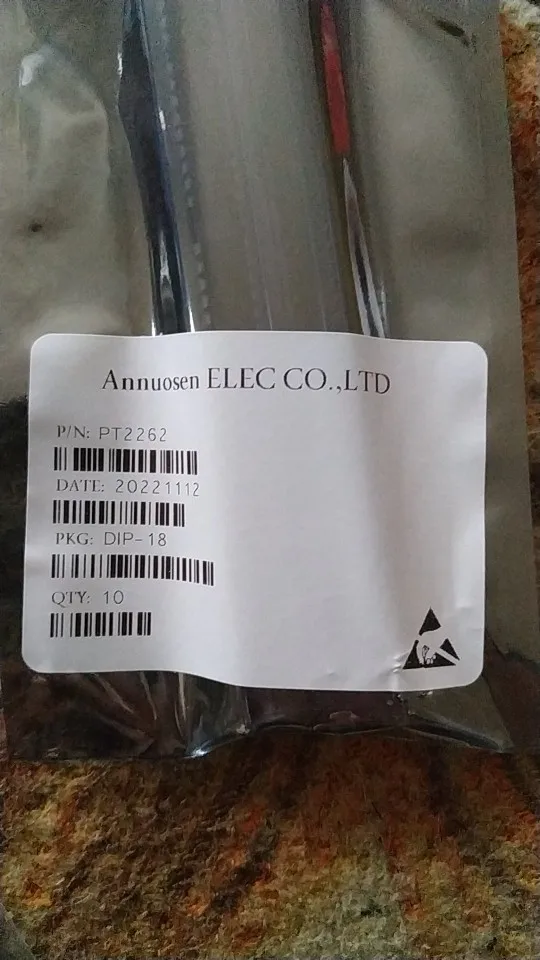 Annuosen ELEC CO.,LTD
P/N: PT2262
DATE: 20221112
PKG: DIP-18
QTY: 10